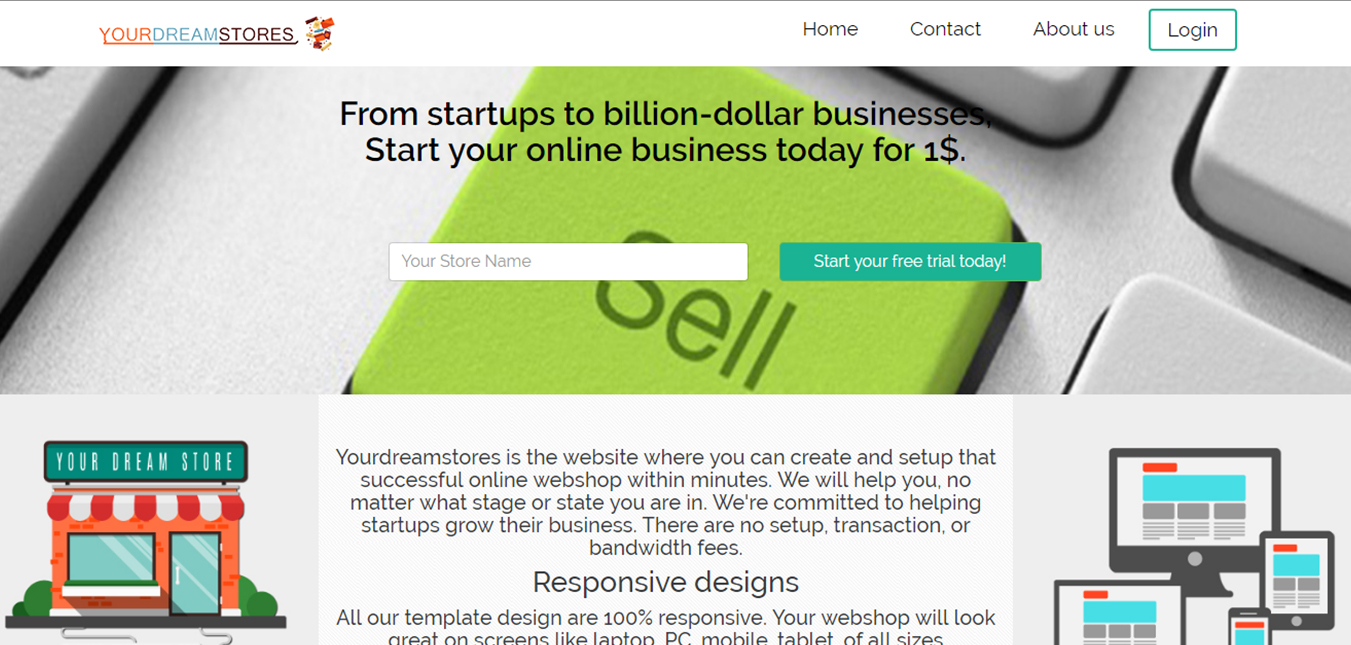 YOURDREAMSTORES
Home
Contact
About us
Login
From startups to billion-dollar businesses,
Start your online business today for 1$.
Your Store Name
Start your free trial today!
Sell
YOUR DREAM STORE
Yourdreamstores is the website where you can create and setup that
successful online webshop within minutes. We will help you, no
matter what stage or state you are in. We're committed to helping
startups grow their business. There are no setup, transaction, or
bandwidth fees.
Responsive designs
All our template design are 100% responsive. Your webshop will look
great on screens like laptop, PC, mobile, tablet, of all sizes.